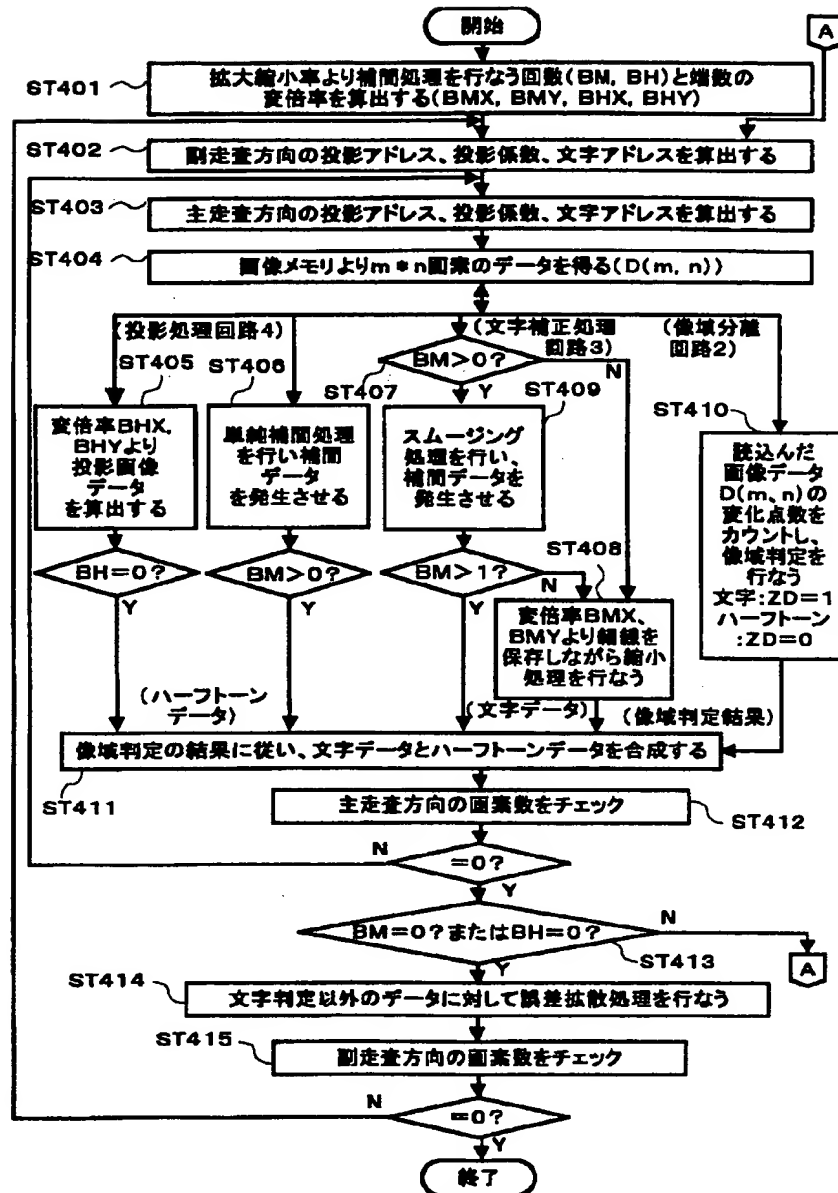 開始
A
ST401
拡大縮小率より補間処理を行なう回数(BM, BH)と端数の
変倍率を算出する(BMX, BMY, BHX, BHY)
ST402
副走査方向の投影アドレス、投影係数、文字アドレスを算出する
ST403
主走査方向の投影アドレス、投影係数、文字アドレスを算出する
ST404
画像メモリよりm*n画素のデータを得る(D(m, n))
(投影処理回路4)
ST405
変倍率BHX、
BHYより
投影画像
データ
を算出する
BH=0?
Y
ST406
単純補間処理
を行い補間
データ
を発生させる
BM>0?
Y
(文字補正処理
回路3)
BM>0?
N
ST407
Y
ST409
スムージング
処理を行い、
補間データを
発生させる
BM>1?
N
Y
ST408
変倍率BMX、
BMYより細線を
保存しながら縮小
処理を行なう
(像域分離
回路2)
ST410
読込んだ
画像データ
D(m、n)の
変化点数を
カウントし、
像域判定を
行なう
文字:ZD=1
ハーフトーン
:ZD=0
(ハーフトーン
データ)
(文字データ)
(像域判定結果)
像域判定の結果に従い、文字データとハーフトーンデータを合成する
ST411
主走査方向の画素数をチェック
ST412
N
=0?
Y
BM=0?またはBH=0?
N
ST413
A
Y
ST414
文字判定以外のデータに対して誤差拡散処理を行なう
ST415
副走査方向の画素数をチェック
N
=0?
Y
終了